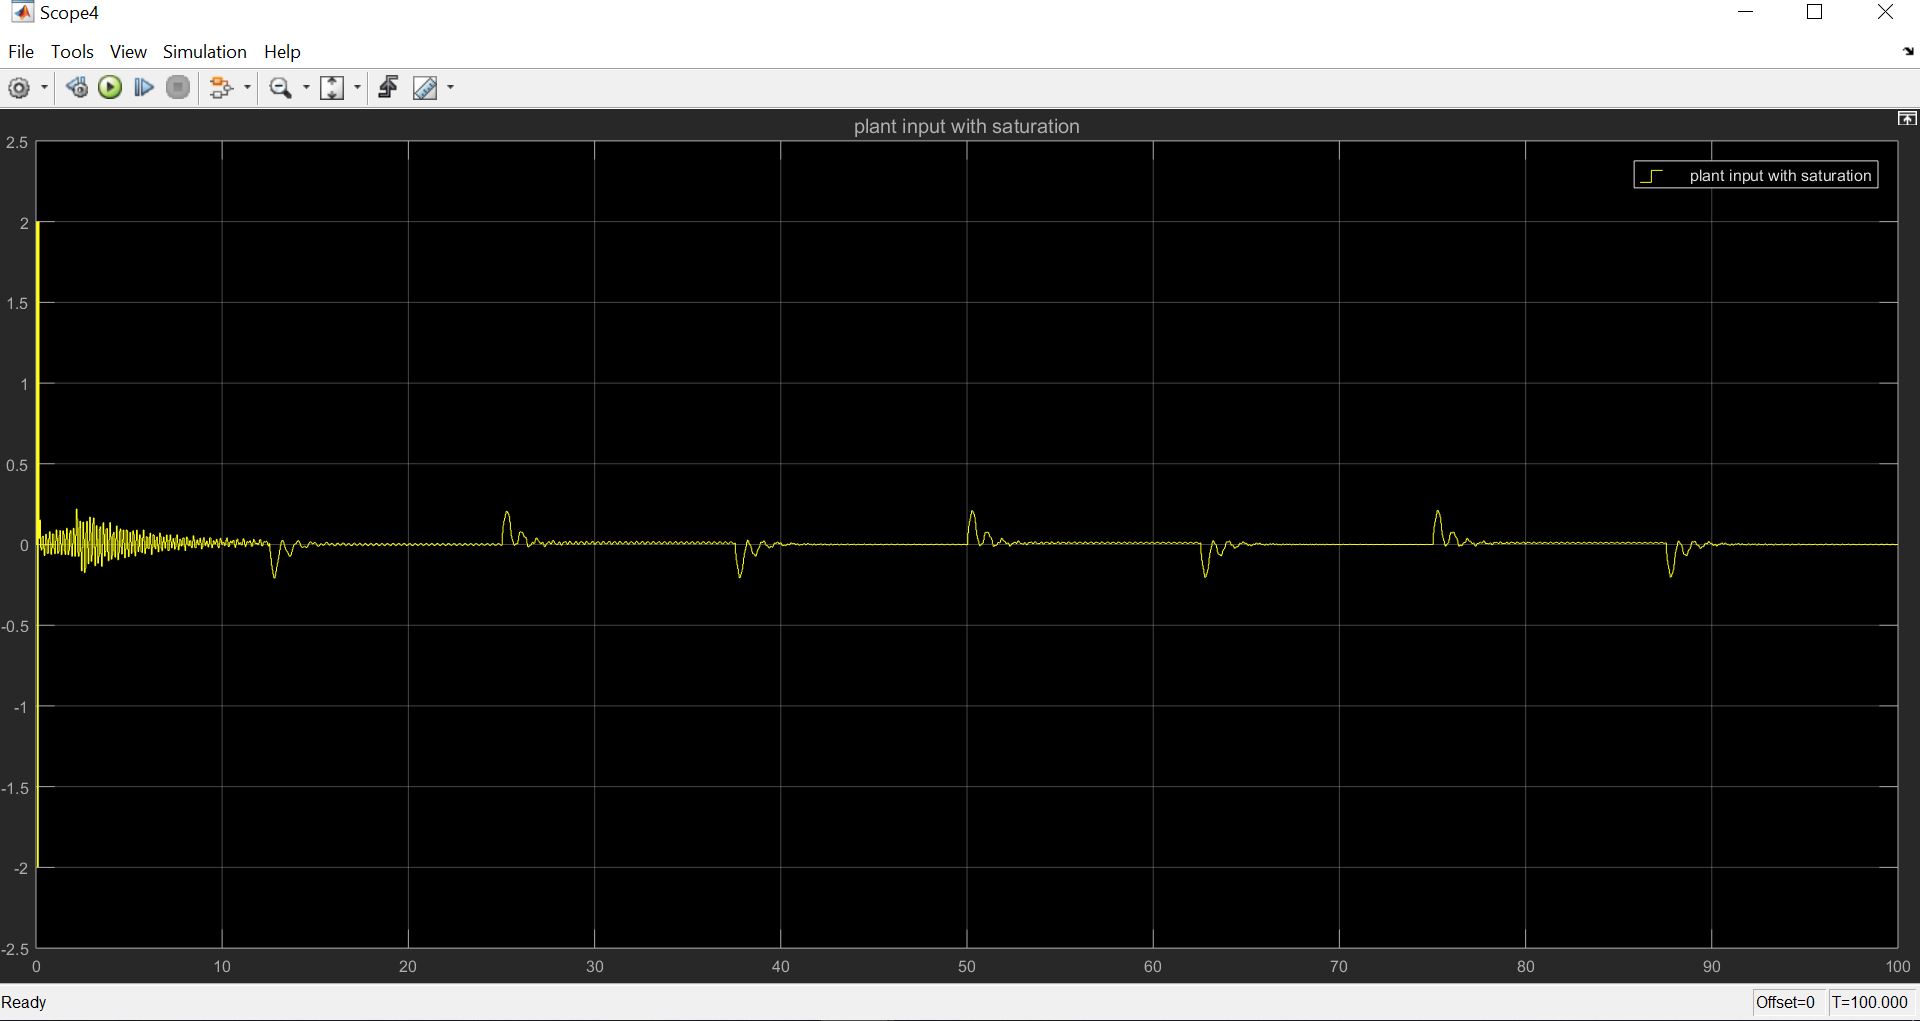 Scope4
File Tools View Simulation Help
plant input with saturation
plant input with saturation
2.5
2
1.5
1
0.5
0
-0.5
-1
-1.5
-2
-2.5
0 10 20 30 40 50 60 70 80 90 100
Ready Offset=0 T=100.000